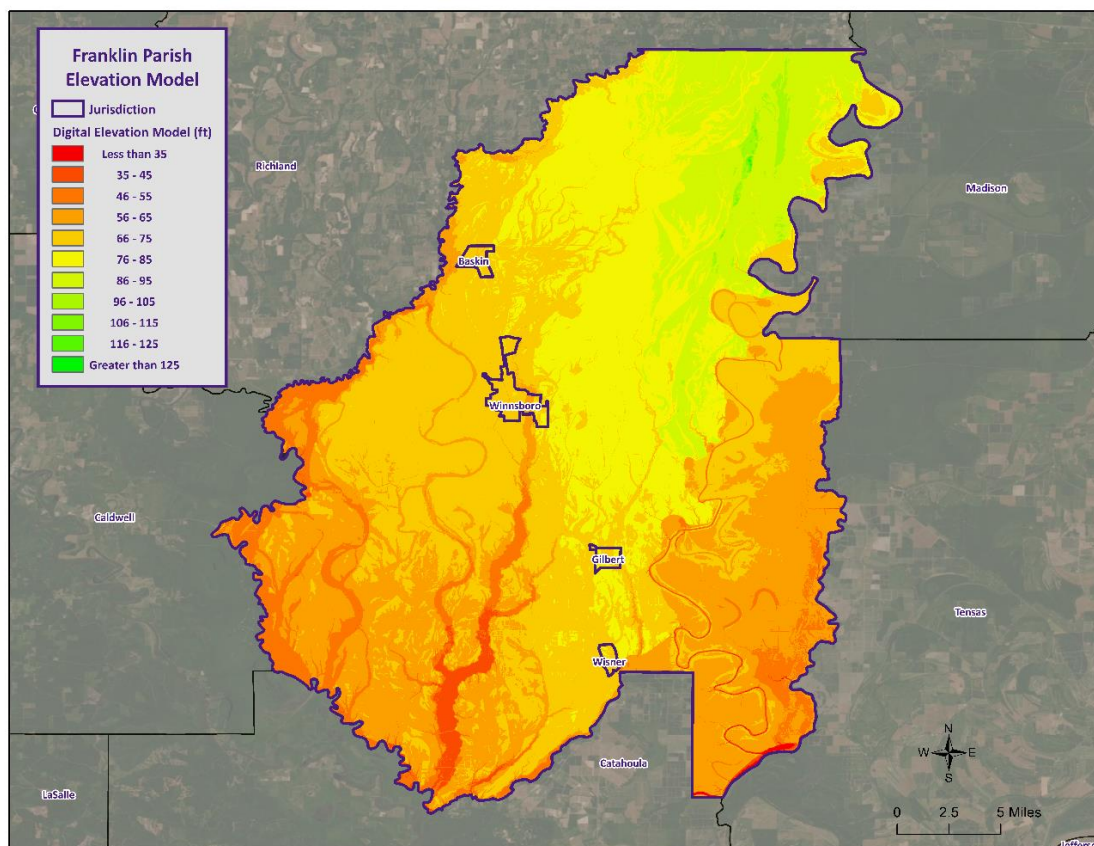 Franklin Parish
Elevation Model
Jurisdiction
Digital Elevation Model (ft)
Less than 35
35 - 45
46 - 55
56 - 65
66 - 75
76 - 85
86 - 95
96 - 105
106 - 115
116 - 125
Greater than 125
Richland
Madison
Baskin
Winnsboro
Caldwell
Gilbert
Tensas
Wisner
Catahoula
LaSalle
N
W
E
S
0 2.5 5 Miles